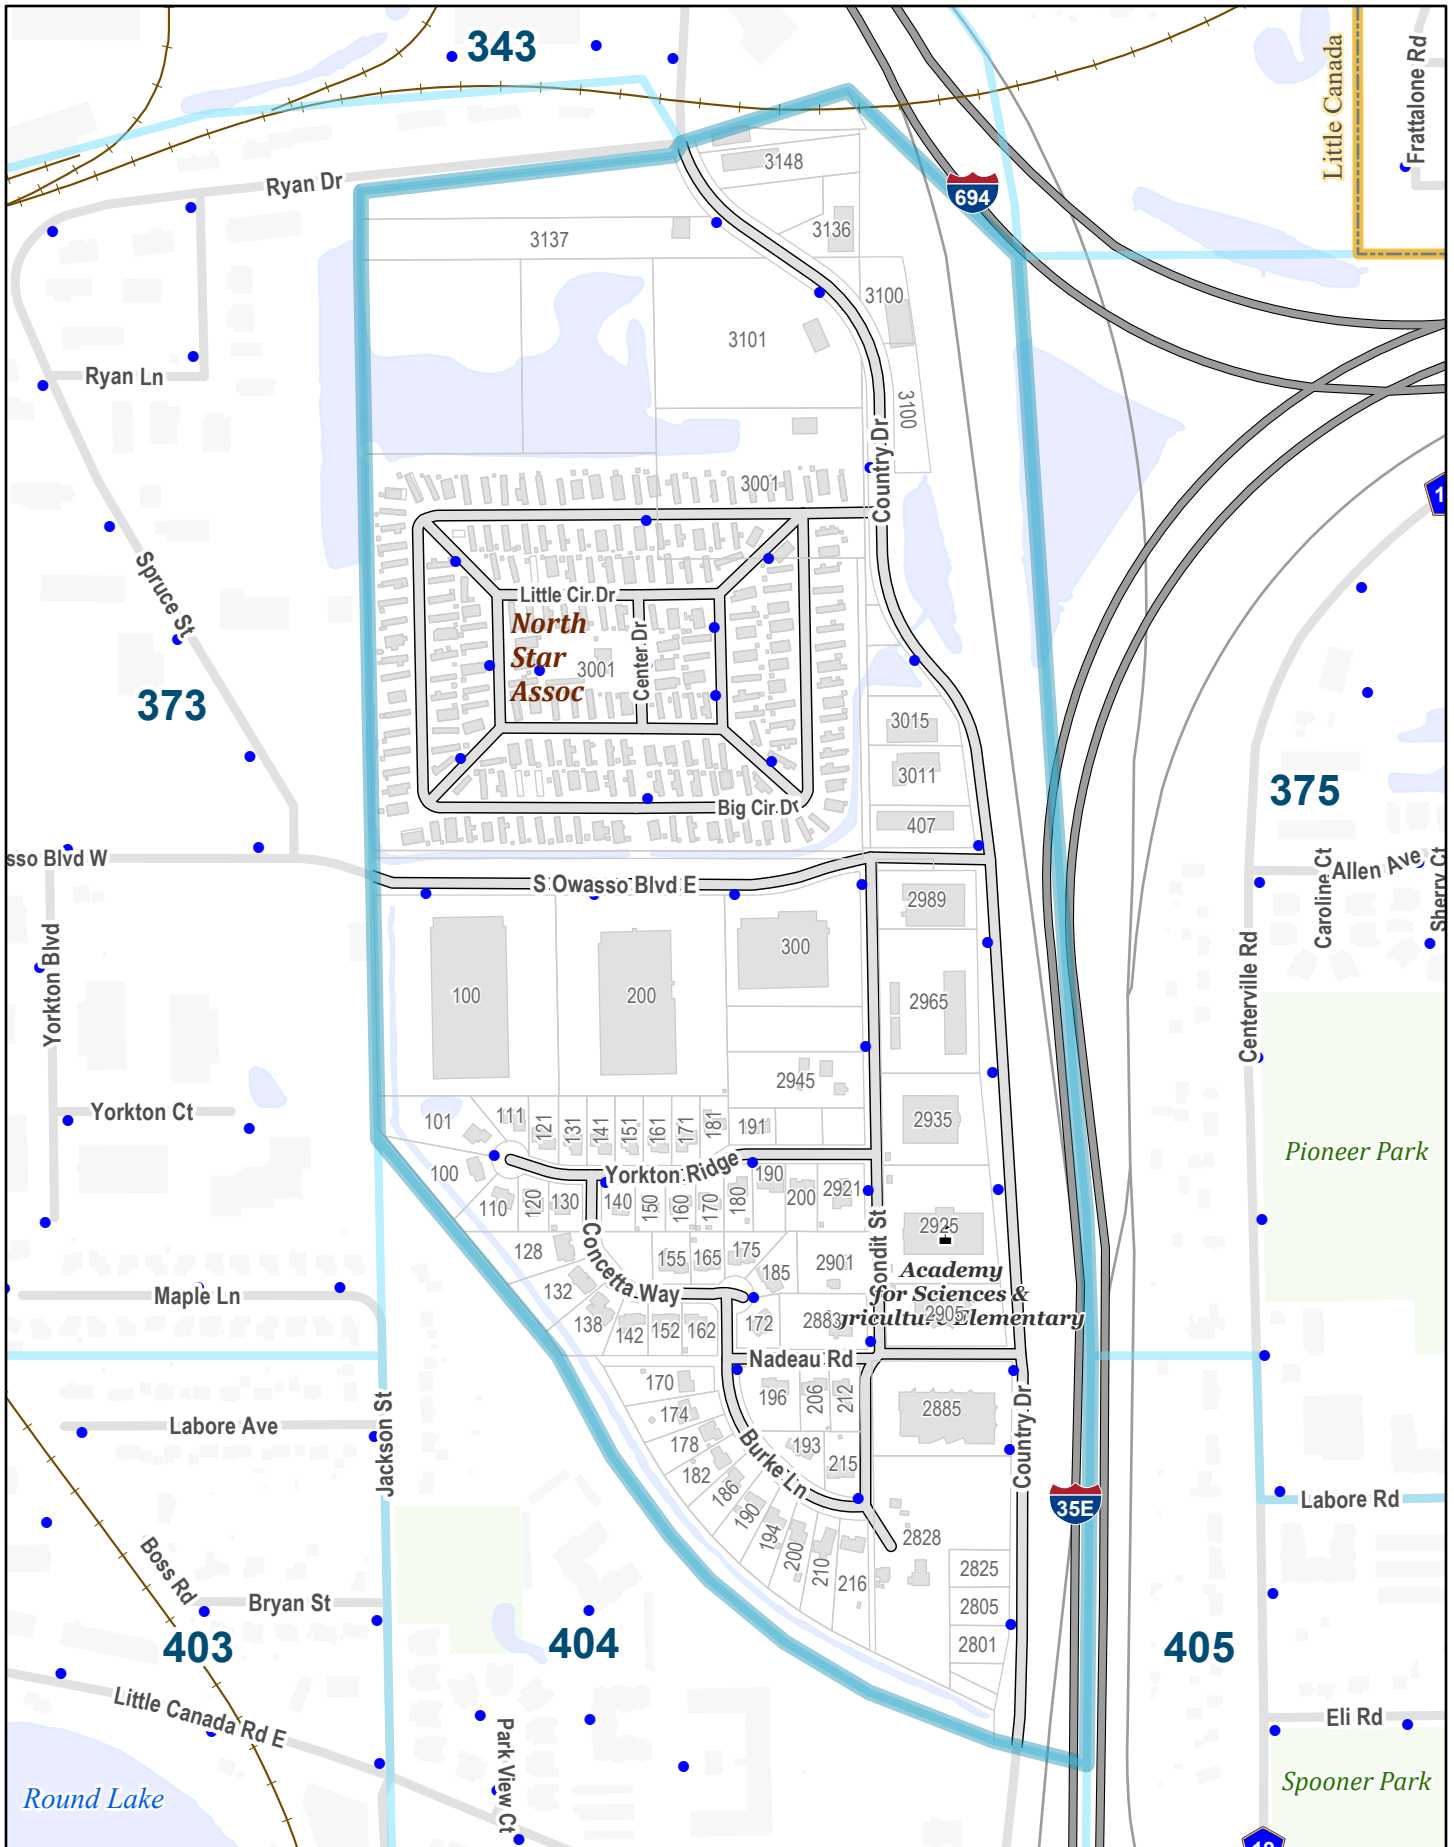 343
Little Canada
Frattalone Rd
3148
Ryan Dr
694
3136
3137
3100
3101
Ryan Ln
3100
Country Dr
3001
1
Spruce St
Little Cir Dr
North
Star
Assoc
3001
Center Dr
373
3015
3011
375
Big Cir Dr
407
sso Blvd W
Caroline Ct
Allen Ave
Sherry Ct
S Owasso Blvd E
2989
300
Yorkton Blvd
100
200
2965
Centerville Rd
2945
Yorkton Ct
101
111
121
131
141
151
161
171
181
191
2935
Pioneer Park
100
Yorkton Ridge
190
110
120
130
140
150
160
170
180
200
2921
2925
Sondit St
Concetta Way
128
155
165
175
2901
185
Academy
for Sciences &
griculture Elementary
2905
132
Maple Ln
138
142
152
162
172
2883
Nadeau Rd
170
196
206
212
174
2885
Labore Ave
Jackson St
178
193
Country Dr
Burke Ln
215
182
186
190
194
200
210
216
35E
Labore Rd
2828
Boss Rd
2825
Bryan St
2805
2801
403
404
405
Little Canada Rd E
Park View Ct
Eli Rd
Round Lake
Spooner Park